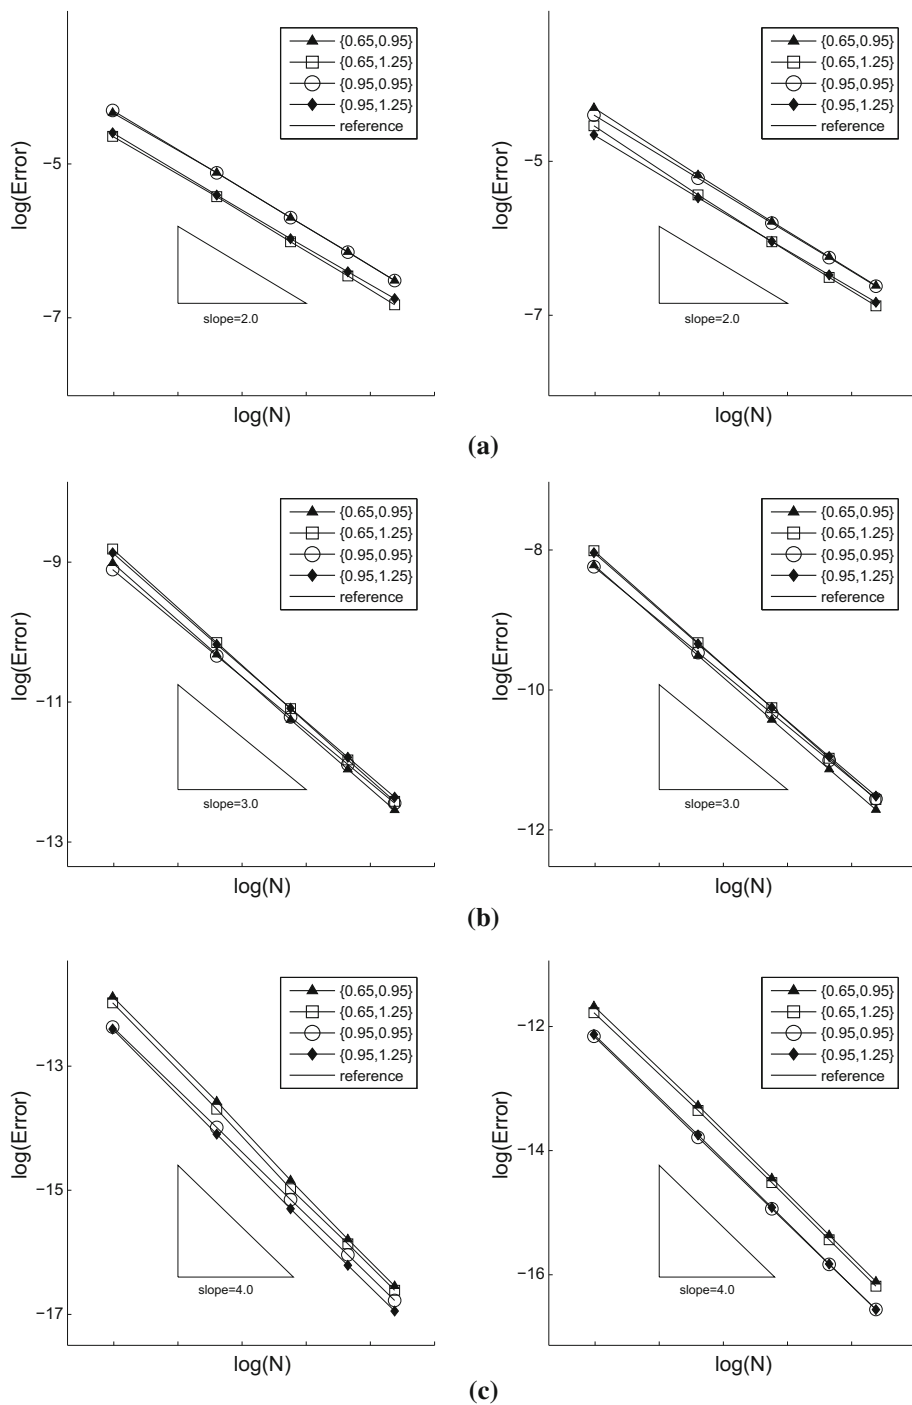 {0.65,0.95}
{0.65,1.25}
{0.95,0.95}
{0.95,1.25}
reference
log(Error)
−5
−7
slope=2.0
log(N)
{0.65,0.95}
{0.65,1.25}
{0.95,0.95}
{0.95,1.25}
reference
log(Error)
−5
−7
slope=2.0
log(N)
(a)
{0.65,0.95}
{0.65,1.25}
{0.95,0.95}
{0.95,1.25}
reference
log(Error)
−9
−11
−13
slope=3.0
log(N)
{0.65,0.95}
{0.65,1.25}
{0.95,0.95}
{0.95,1.25}
reference
log(Error)
−8
−10
−12
slope=3.0
log(N)
(b)
{0.65,0.95}
{0.65,1.25}
{0.95,0.95}
{0.95,1.25}
reference
log(Error)
−13
−15
−17
slope=4.0
log(N)
{0.65,0.95}
{0.65,1.25}
{0.95,0.95}
{0.95,1.25}
reference
log(Error)
−12
−14
−16
slope=4.0
log(N)
(c)